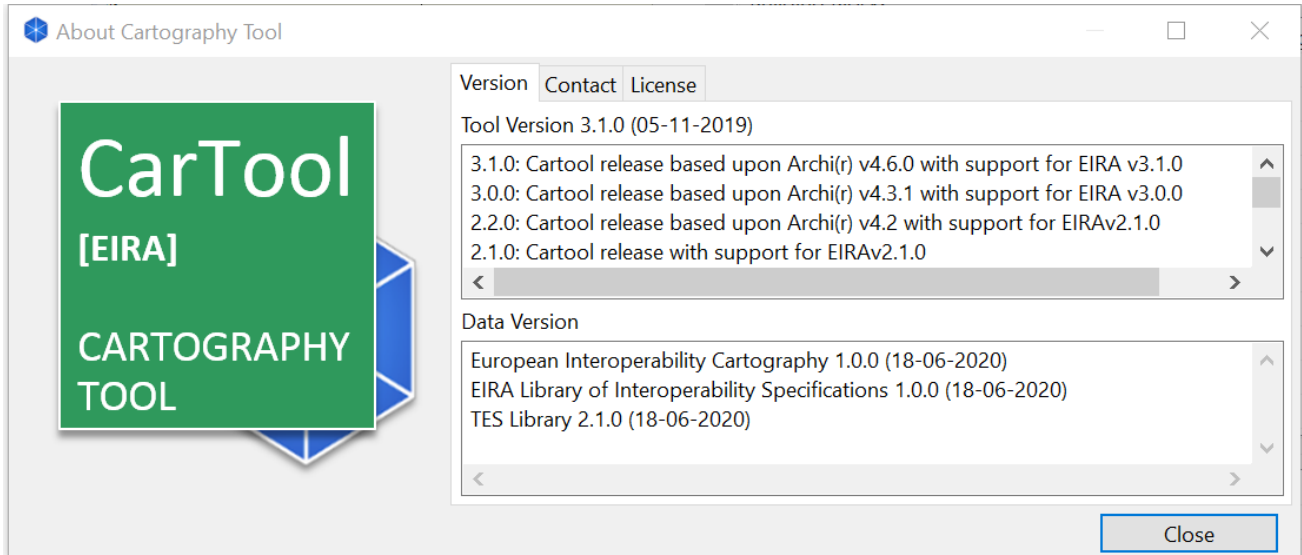 About Cartography Tool
CarTool
[EIRA]
CARTOGRAPHY
TOOL
Version Contact License
Tool Version 3.1.0 (05-11-2019)
3.1.0: Cartool release based upon Archi(r) v4.6.0 with support for EIRA v3.1.0
3.0.0: Cartool release based upon Archi(r) v4.3.1 with support for EIRA v3.0.0
2.2.0: Cartool release based upon Archi(r) v4.2 with support for EIRAv2.1.0
2.1.0: Cartool release with support for EIRAv2.1.0
Data Version
European Interoperability Cartography 1.0.0 (18-06-2020)
EIRA Library of Interoperability Specifications 1.0.0 (18-06-2020)
TES Library 2.1.0 (18-06-2020)
Close